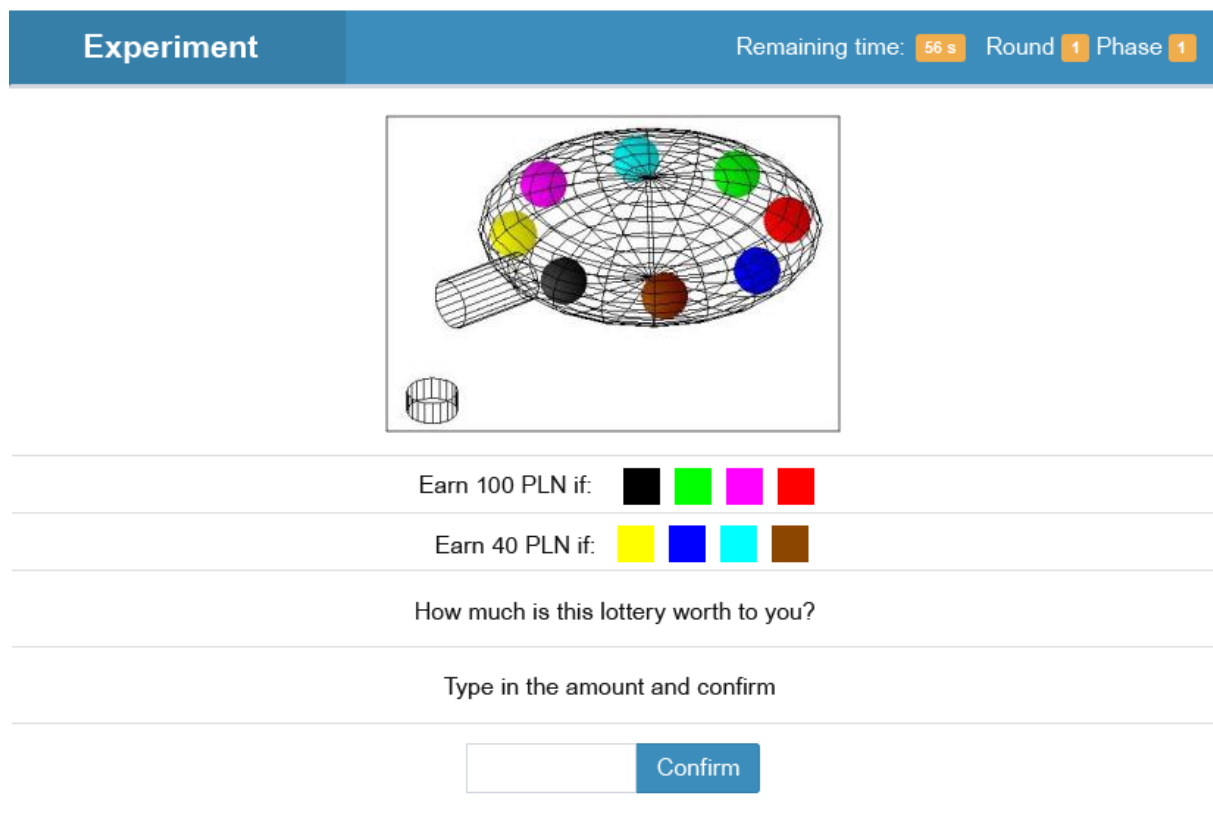 Experiment
Remaining time: 56 s Round 1 Phase 1
Earn 100 PLN if:
Earn 40 PLN if:
How much is this lottery worth to you?
Type in the amount and confirm
Confirm